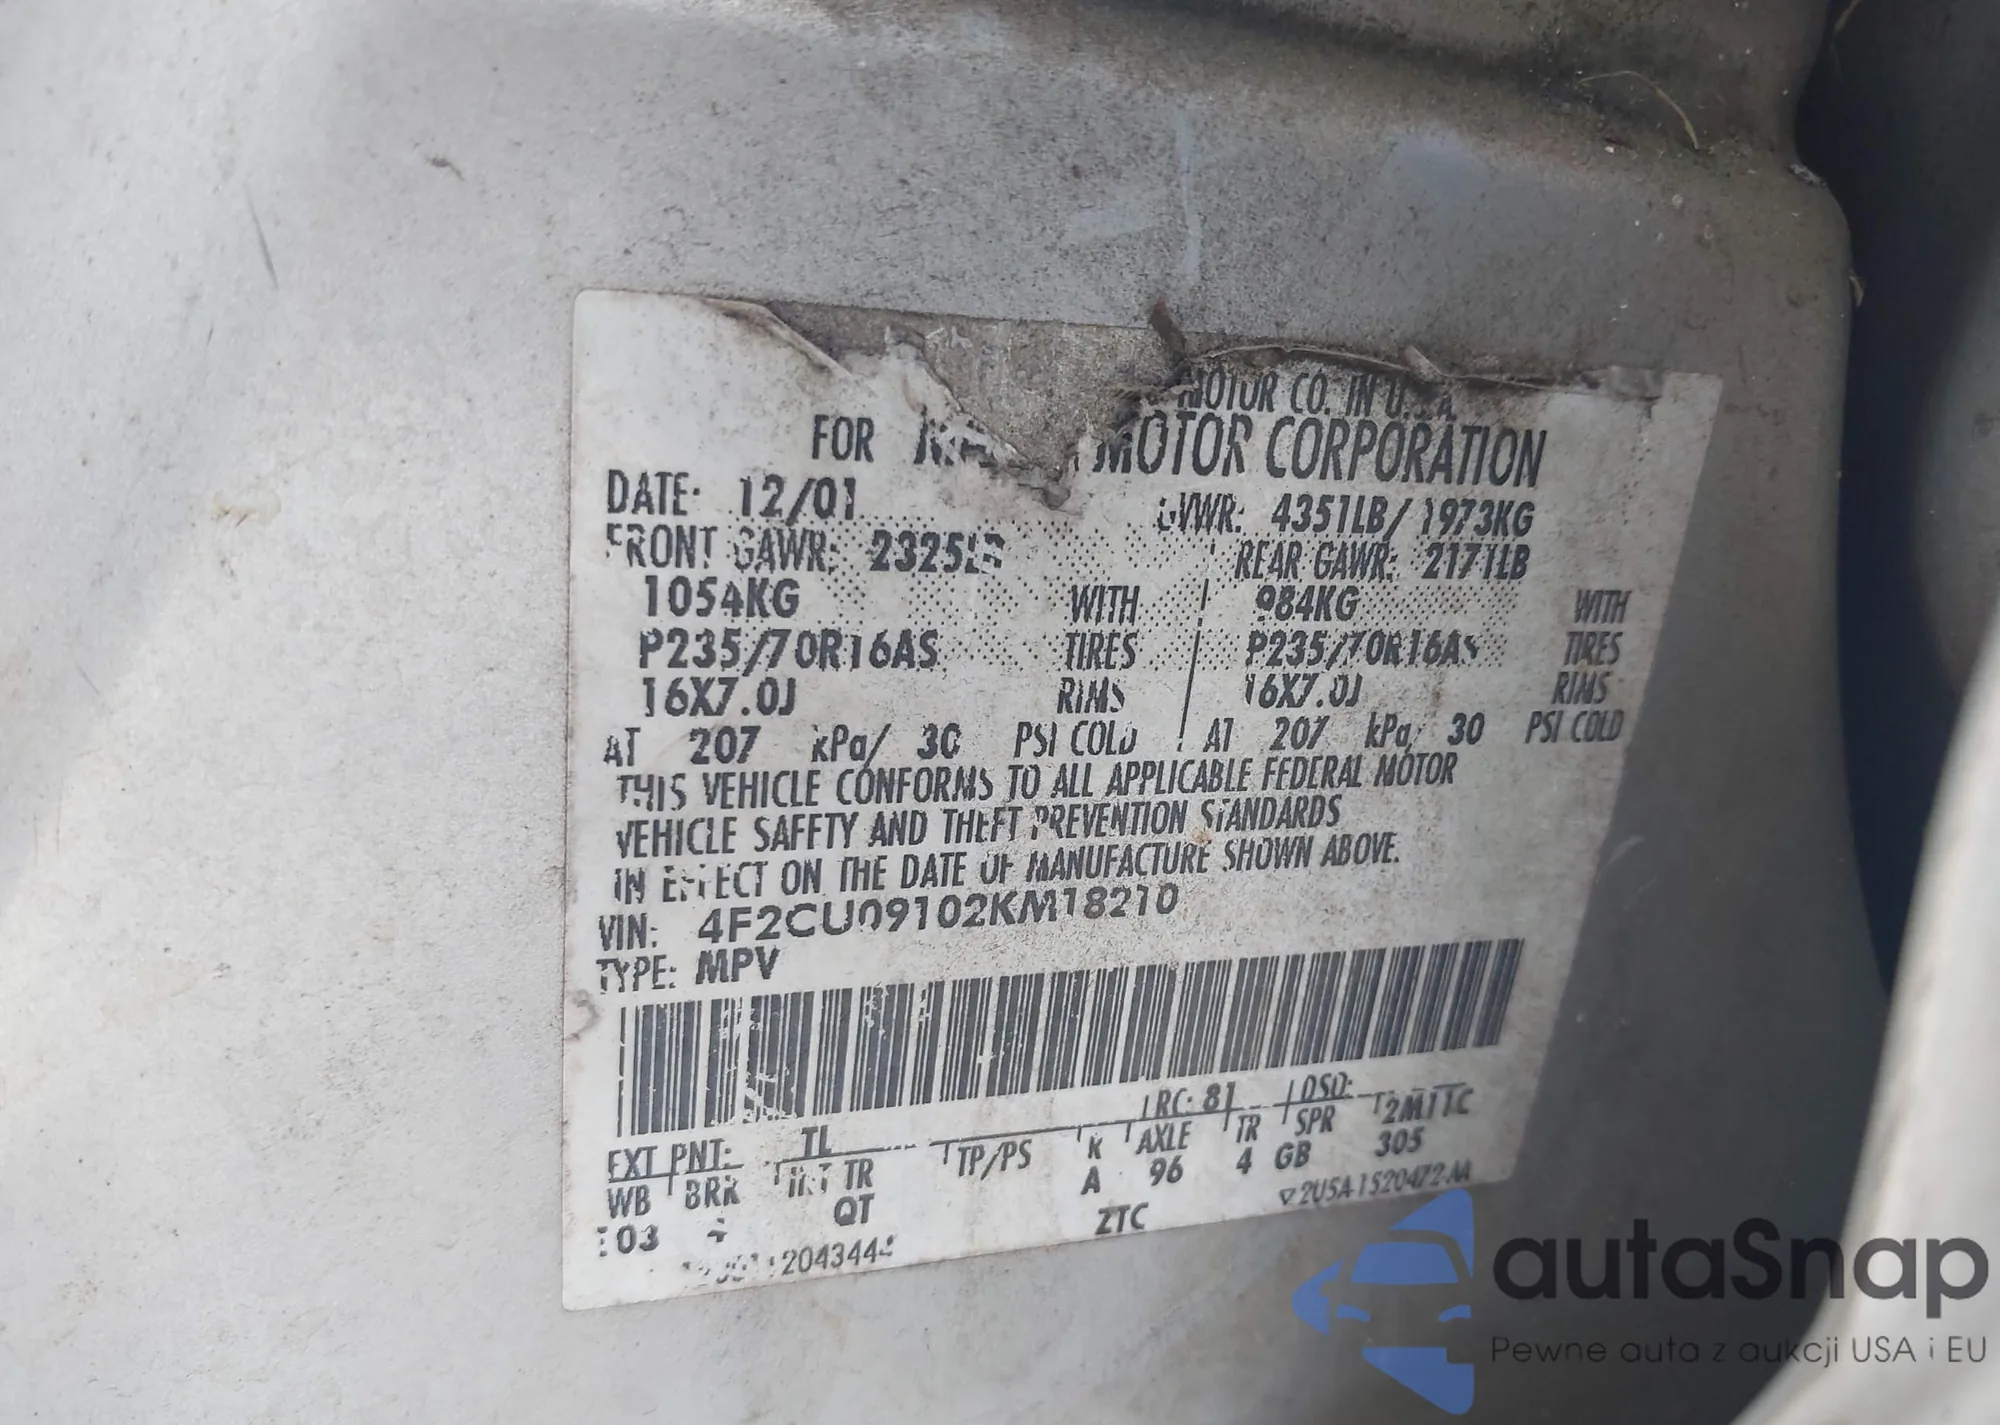 MOTOR CO. IN U.S.A.
FOR MOTOR CORPORATION
DATE: 12/01 GVWR: 4351LB/ 1973KG
FRONT GAWR: 2325LB REAR GAWR: 2171LB
1054KG WITH 984KG WITH
P235/70R16AS TIRES P235/70R16AS TIRES
16X7.0J RIMS 16X7.0J RIMS
AT 207 kPa/ 30 PSI COLD AT 207 kPa/ 30 PSI COLD
THIS VEHICLE CONFORMS TO ALL APPLICABLE FEDERAL MOTOR
VEHICLE SAFETY AND THEFT PREVENTION STANDARDS
IN EFFECT ON THE DATE OF MANUFACTURE SHOWN ABOVE.
VIN: 4F2CU09102KM18210
TYPE: MPV
EXT PNT: TL RC: 81 DSO:
WB BRK INT TR TP/PS R AXLE TR SPR
QT A 96 4 GB 305
ZTC
autaSnap
Pewne auta z aukcji USA i EU